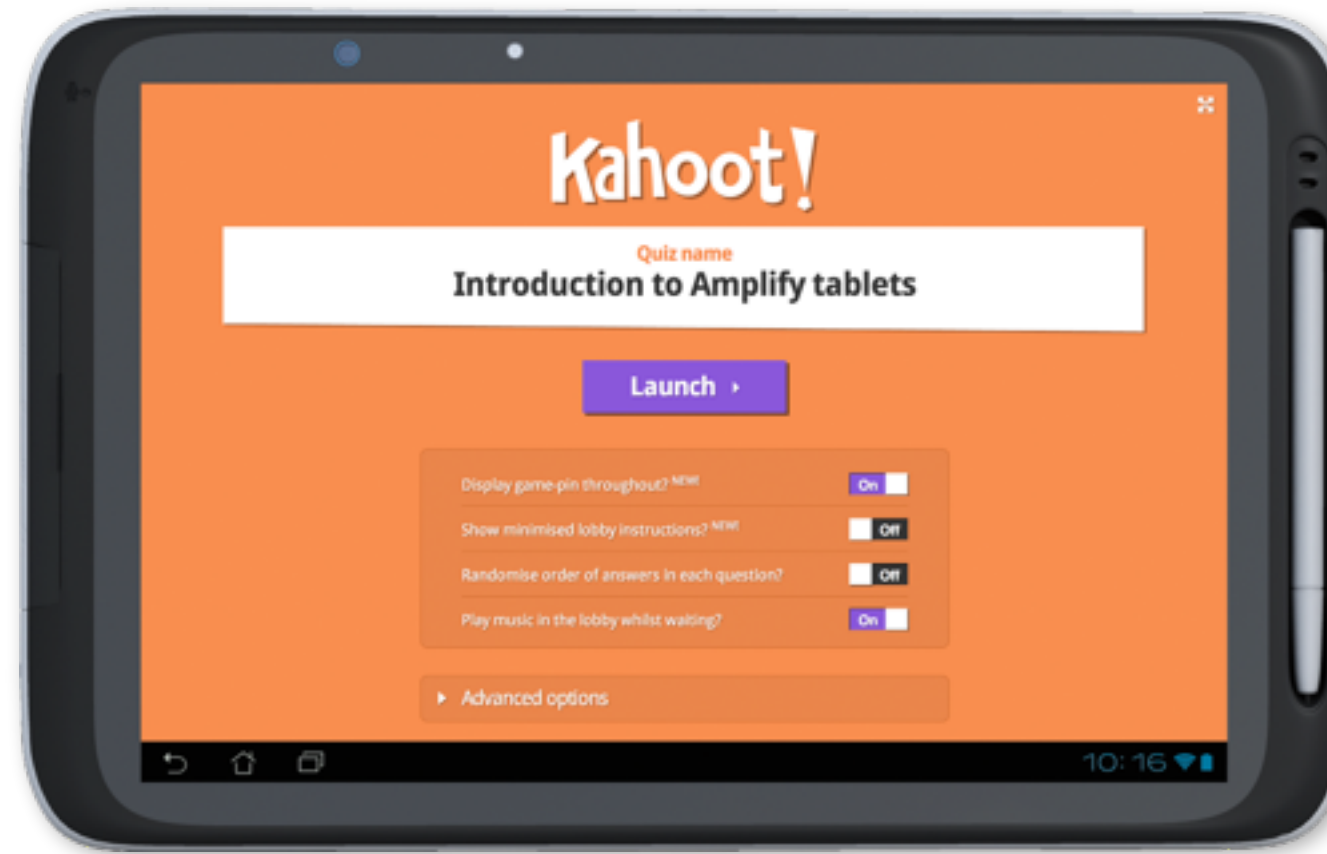 Kahoot!
Quiz name
Introduction to Amplify tablets
Launch
Display game-pin throughout? NEW!
On
Show minimised lobby instructions? NEW!
Off
Randomise order of answers in each question?
Off
Play music in the lobby whilst waiting?
On
Advanced options
10:16